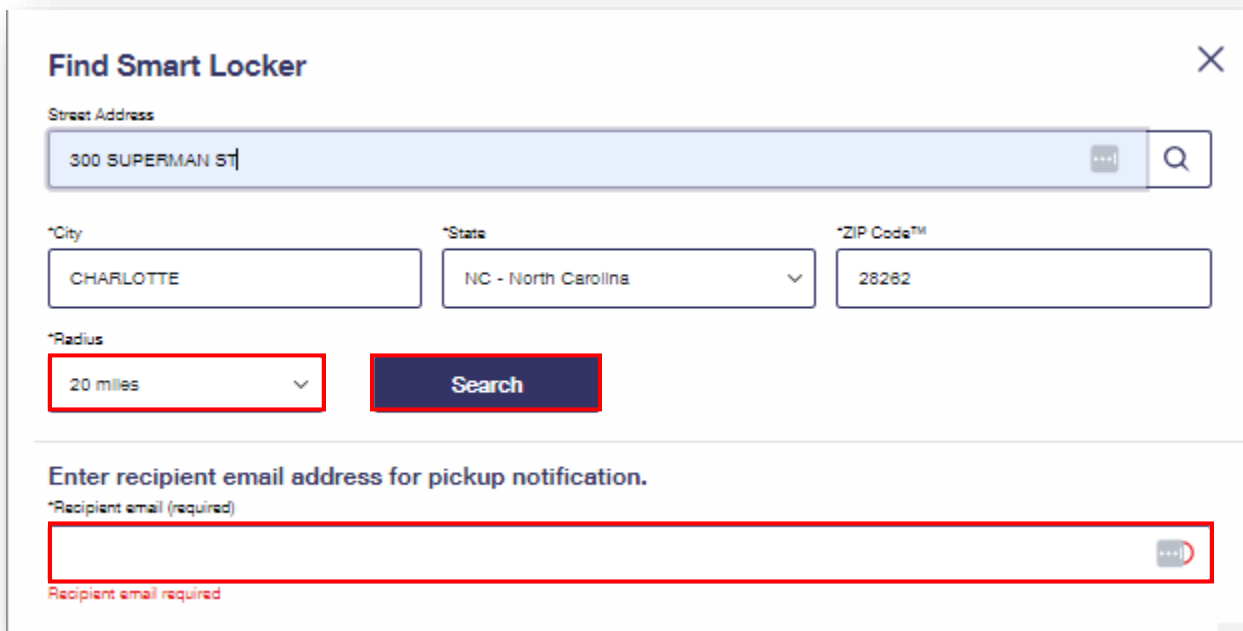 Find Smart Locker
Street Address
300 SUPERMAN ST
*City *State *ZIP Code™
CHARLOTTE NC - North Carolina 28262
*Radius
20 miles Search
Enter recipient email address for pickup notification.
*Recipient email (required)
Recipient email required